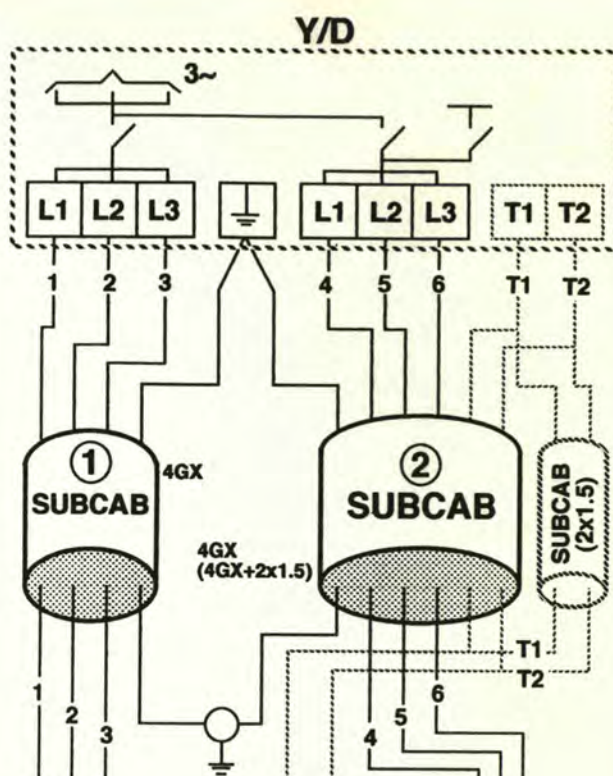 Y/D
3~
L1 L2 L3 L1 L2 L3 T1 T2
1 2 3 4 5 6 T1 T2
1
SUBCAB
4GX
2
SUBCAB
4GX
(4GX+2x1.5)
SUBCAB
(2x1.5)
T1
T2
1
2
3
4
5
6